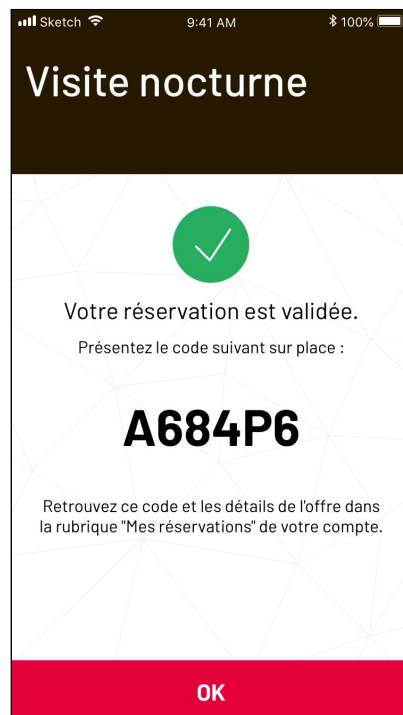 Sketch 9:41 AM 100%
Visite nocturne
Votre réservation est validée.
Présentez le code suivant sur place :
A684P6
Retrouvez ce code et les détails de l'offre dans
la rubrique "Mes réservations" de votre compte.
OK